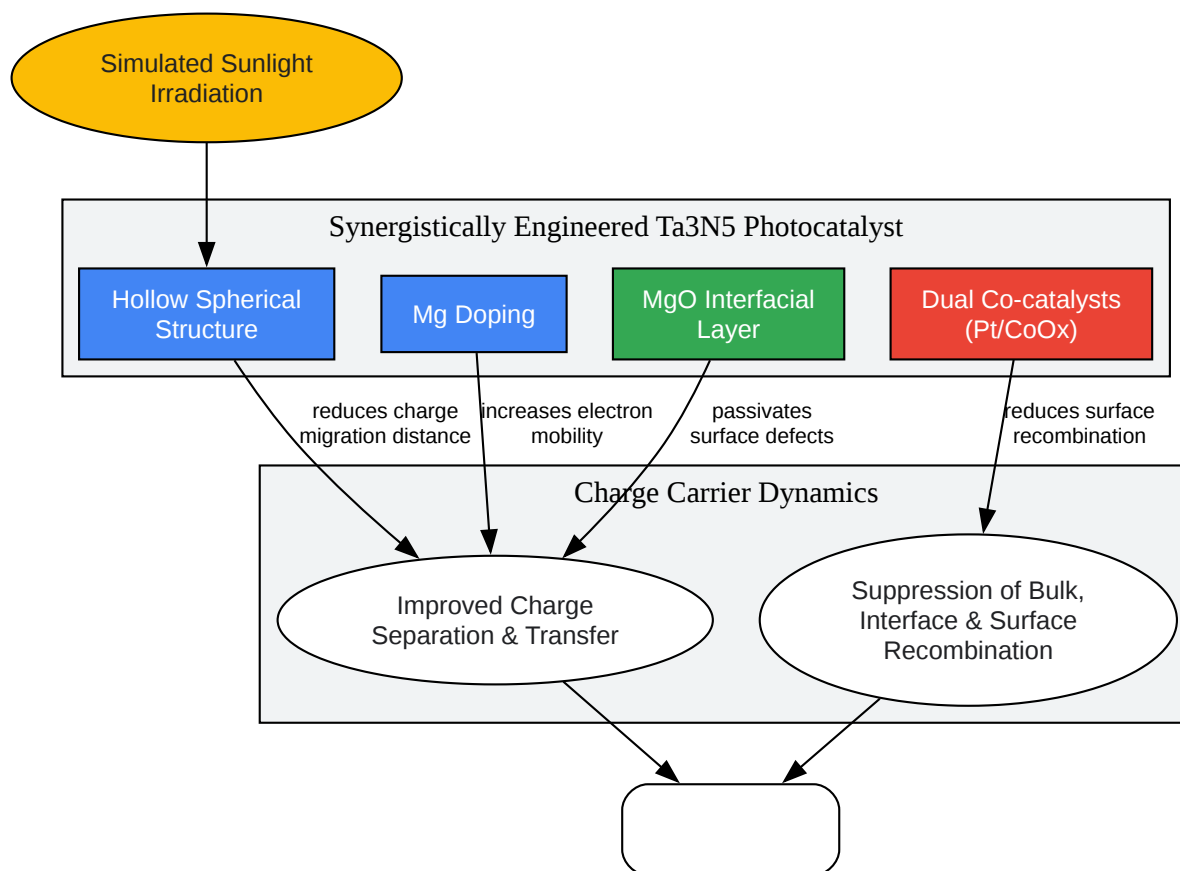 Simulated Sunlight
Irradiation
Synergistically Engineered Ta3N5 Photocatalyst
Hollow Spherical
Structure
Mg Doping
MgO Interfacial
Layer
Dual Co-catalysts
(Pt/CoOx)
reduces charge
migration distance
increases electron
mobility
passivates
surface defects
reduces surface
recombination
Charge Carrier Dynamics
Improved Charge
Separation & Transfer
Suppression of Bulk,
Interface & Surface
Recombination